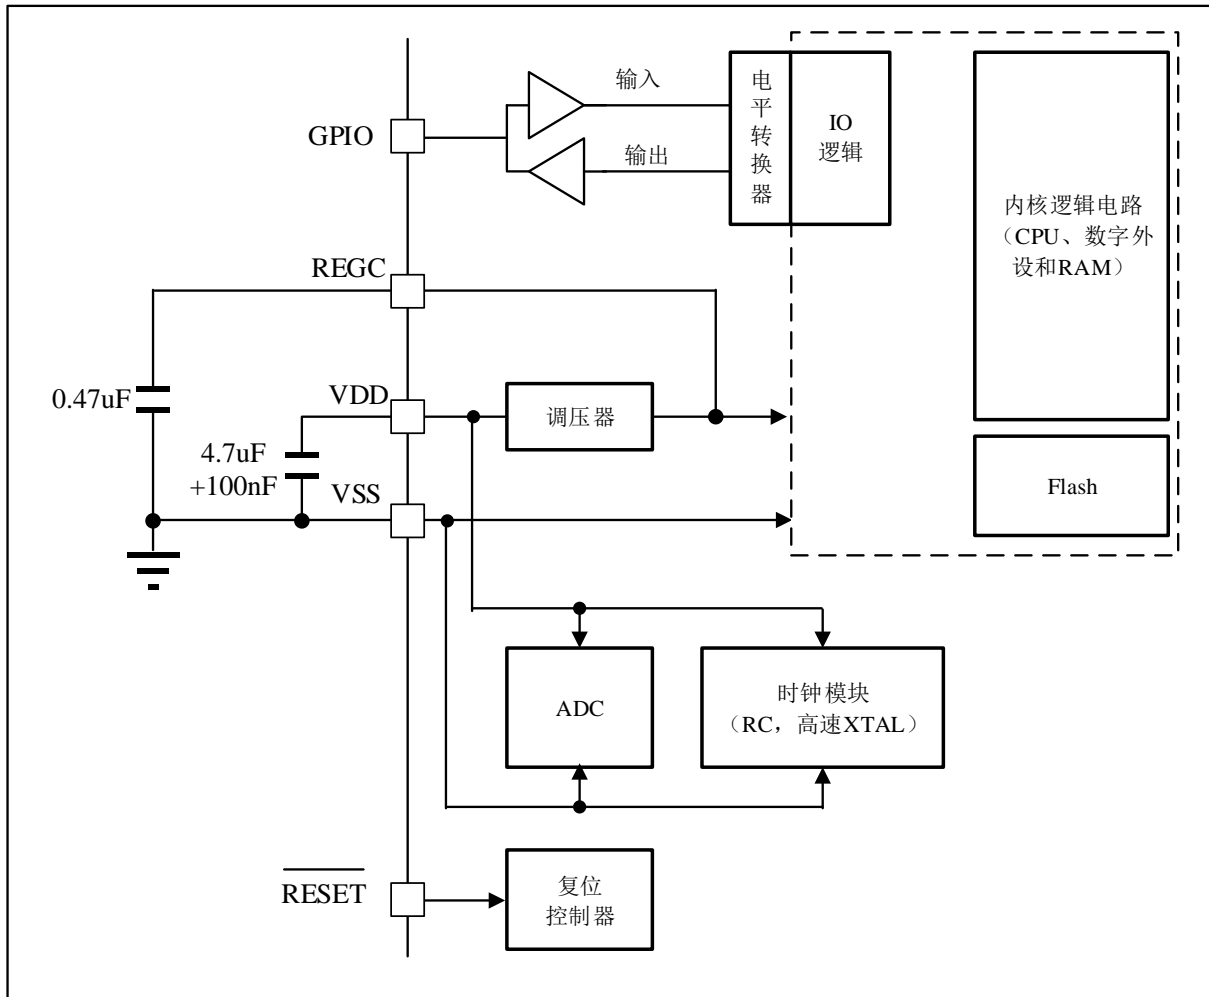 GPIO
输入
输出
电
平
转
换
器
IO
逻辑
内核逻辑电路
（CPU、数字外
设和RAM）
REGC
0.47uF
VDD
调压器
4.7uF
+100nF
VSS
Flash
ADC
时钟模块
（RC，高速XTAL）
RESET
复位
控制器